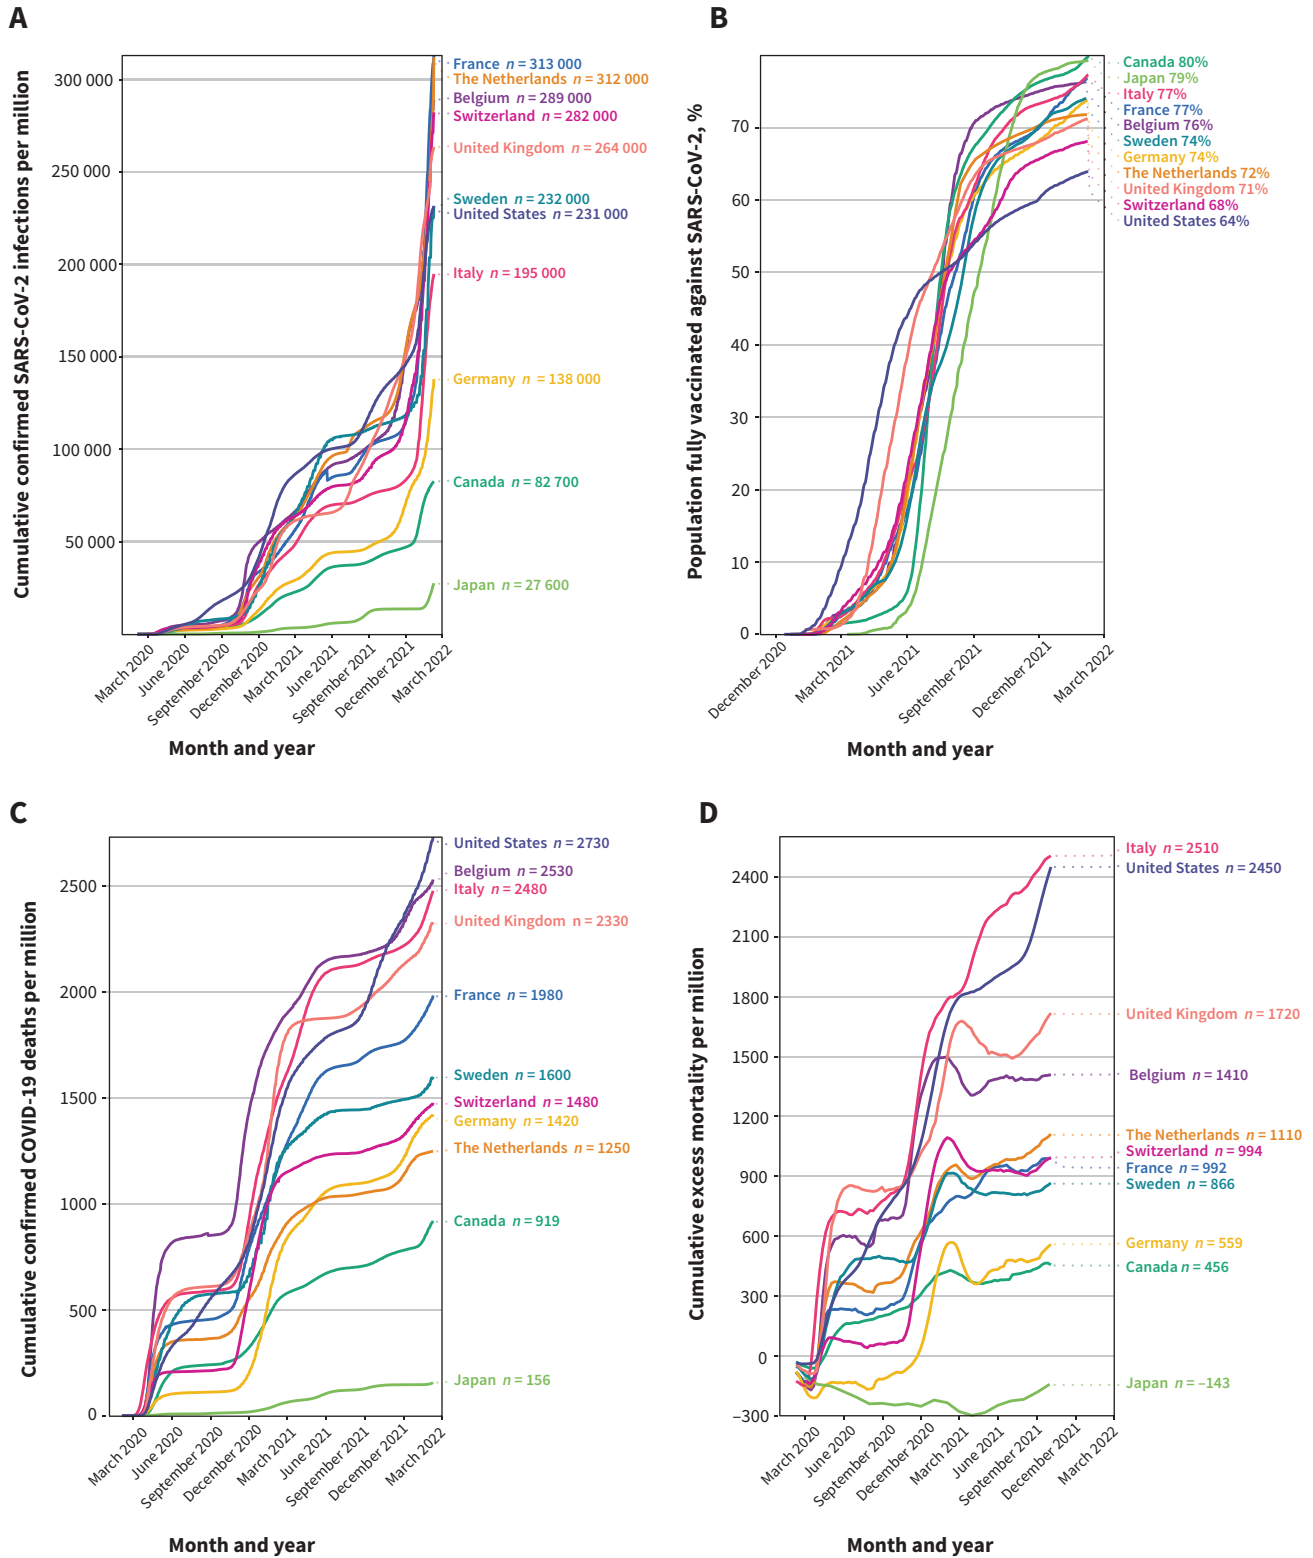 A
Cumulative confirmed SARS-CoV-2 infections per million
300 000
250 000
200 000
150 000
100 000
50 000
France n = 313 000
The Netherlands n = 312 000
Belgium n = 289 000
Switzerland n = 282 000
United Kingdom n = 264 000
Sweden n = 232 000
United States n = 231 000
Italy n = 195 000
Germany n = 138 000
Canada n = 82 700
Japan n = 27 600
March 2020
June 2020
September 2020
December 2020
March 2021
June 2021
September 2021
December 2021
March 2022
Month and year
B
Population fully vaccinated against SARS-CoV-2, %
70
60
50
40
30
20
10
0
Canada 80%
Japan 79%
Italy 77%
France 77%
Belgium 76%
Sweden 74%
Germany 74%
The Netherlands 72%
United Kingdom 71%
Switzerland 68%
United States 64%
December 2020
March 2021
June 2021
September 2021
December 2021
March 2022
Month and year
C
Cumulative confirmed COVID-19 deaths per million
2500
2000
1500
1000
500
0
United States n = 2730
Belgium n = 2530
Italy n = 2480
United Kingdom n = 2330
France n = 1980
Sweden n = 1600
Switzerland n = 1480
Germany n = 1420
The Netherlands n = 1250
Canada n = 919
Japan n = 156
March 2020
June 2020
September 2020
December 2020
March 2021
June 2021
September 2021
December 2021
March 2022
Month and year
D
Cumulative excess mortality per million
2400
2100
1800
1500
1200
900
600
300
0
–300
Italy n = 2510
United States n = 2450
United Kingdom n = 1720
Belgium n = 1410
The Netherlands n = 1110
Switzerland n = 994
France n = 992
Sweden n = 866
Germany n = 559
Canada n = 456
Japan n = –143
March 2020
June 2020
September 2020
December 2020
March 2021
June 2021
September 2021
December 2021
March 2022
Month and year